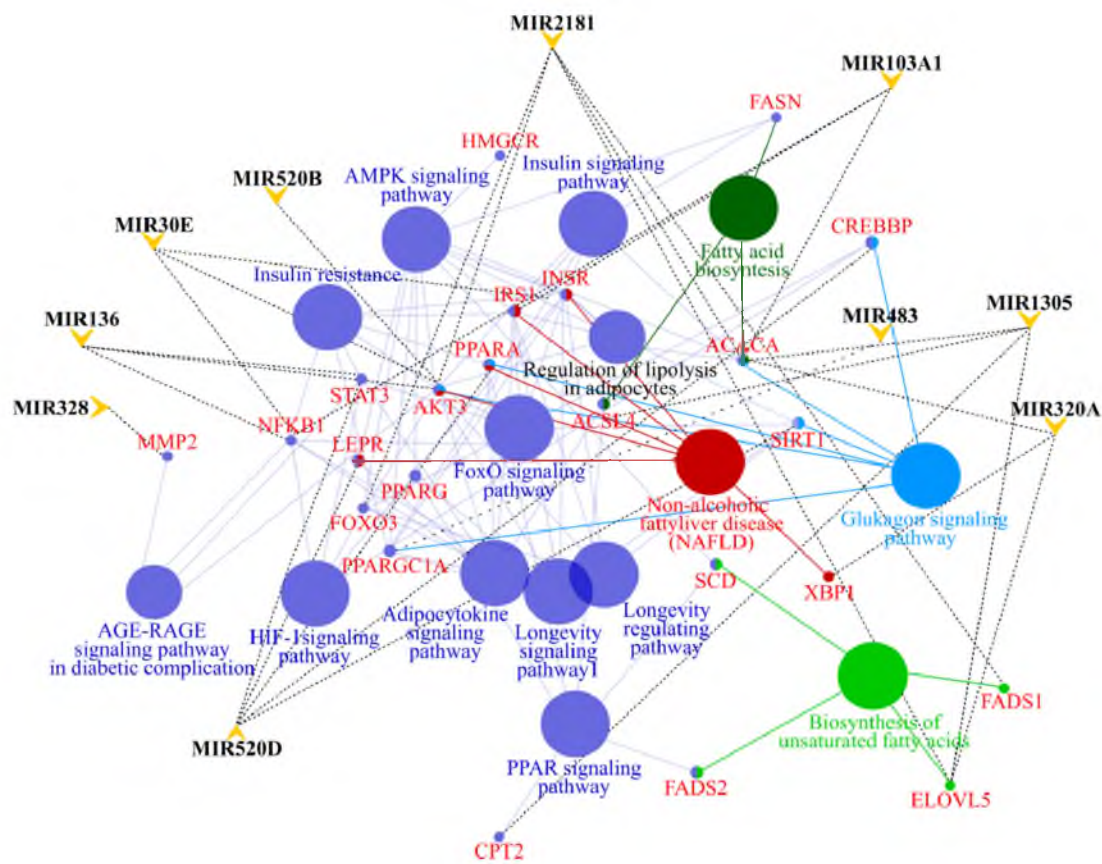 MIR2181
MIR103A1
FASN
HMGCR
Insulin signaling
pathway
AMPK signaling
pathway
MIR520B
MIR30E
CREBBP
Fatty acid
biosyntesis
Insulin resistance
INSR
IRS1
MIR136
MIR483
MIR1305
PPARA
ACACA
Regulation of lipolysis
in adipocytes
STAT3
AKT3
ACSL4
MIR328
MIR320A
NFKB1
MMP2
LEPR
SIRT1
FoxO signaling
pathway
PPARG
FOXO3
Non-alcoholic
fattyliver disease
(NAFLD)
Glukagon signaling
pathway
PPARGC1A
SCD
XBP1
AGE-RAGE
signaling pathway
in diabetic complication
HIF-1signaling
pathway
Adipocytokine
signaling
pathway
Longevity
signaling
pathway1
Longevity
regulating
pathway
FADS1
Biosynthesis of
unsaturated fatty acids
MIR520D
PPAR signaling
pathway
FADS2
ELOVL5
CPT2